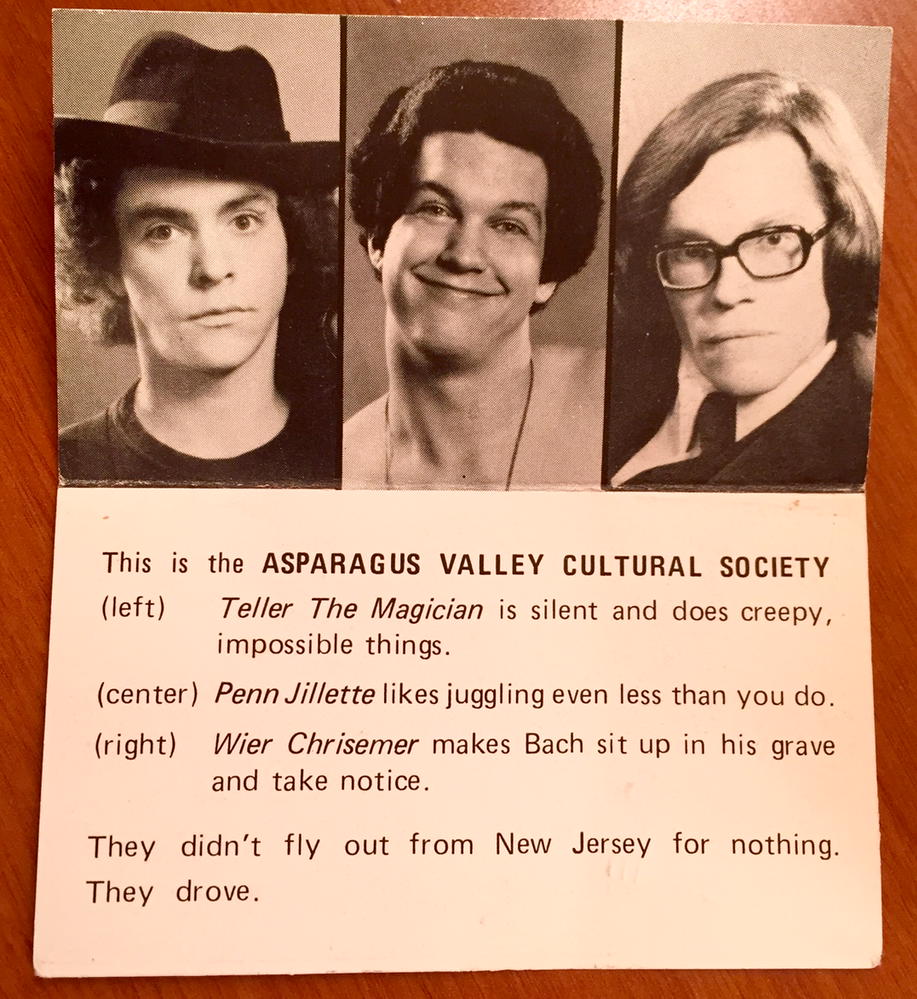 This is the ASPARAGUS VALLEY CULTURAL SOCIETY
(left) Teller The Magician is silent and does creepy,
impossible things.
(center) Penn Jillette likes juggling even less than you do.
(right) Wier Chrisemer makes Bach sit up in his grave
and take notice.
They didn't fly out from New Jersey for nothing.
They drove.